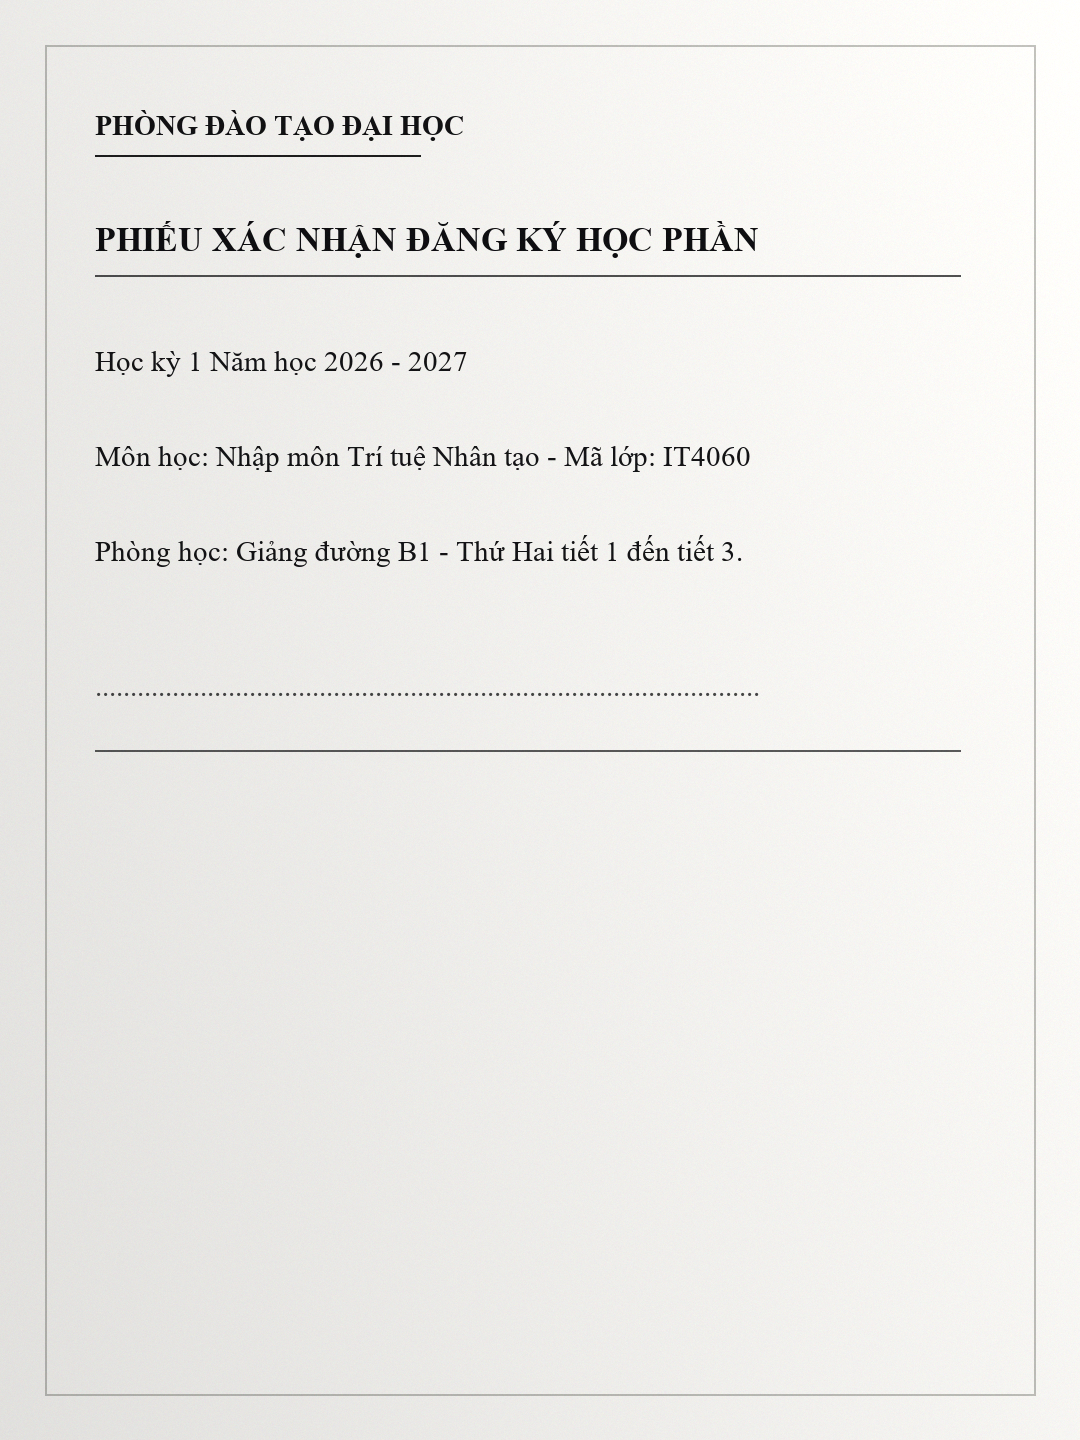 PHÒNG ĐÀO TẠO ĐẠI HỌC
PHIẾU XÁC NHẬN ĐĂNG KÝ HỌC PHẦN
Học kỳ 1 Năm học 2026 - 2027
Môn học: Nhập môn Trí tuệ Nhân tạo - Mã lớp: IT4060
Phòng học: Giảng đường B1 - Thứ Hai tiết 1 đến tiết 3.
...............................................................................................